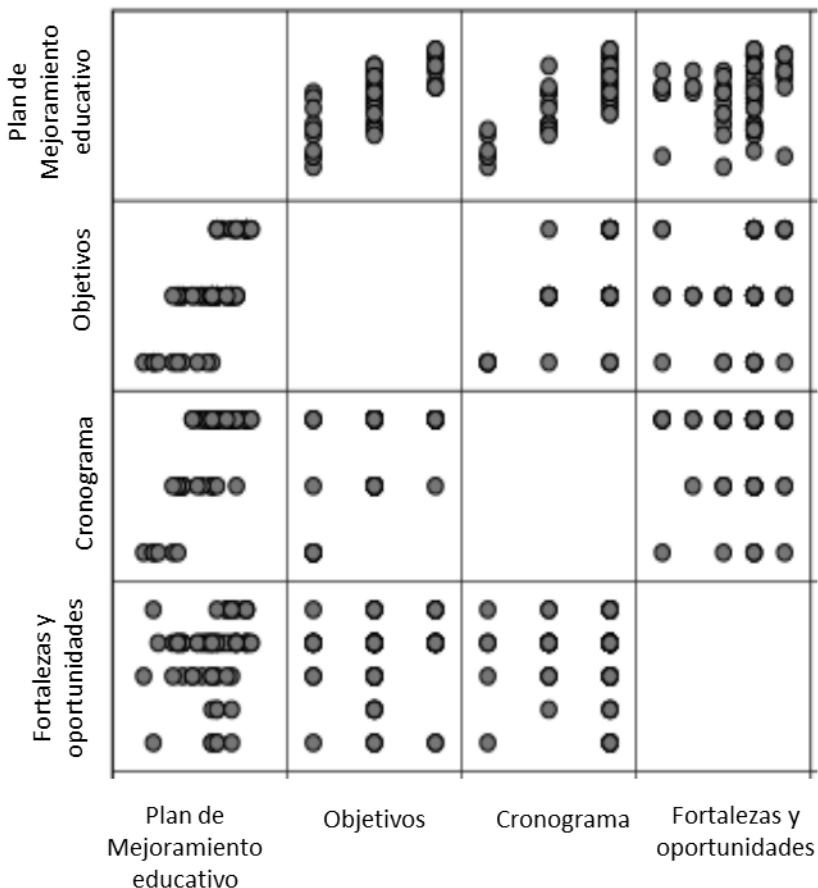 Plan de
Mejoramiento
educativo
Objetivos
Cronograma
Fortalezas y
oportunidades
Plan de
Mejoramiento
educativo
Objetivos
Cronograma
Fortalezas y
oportunidades